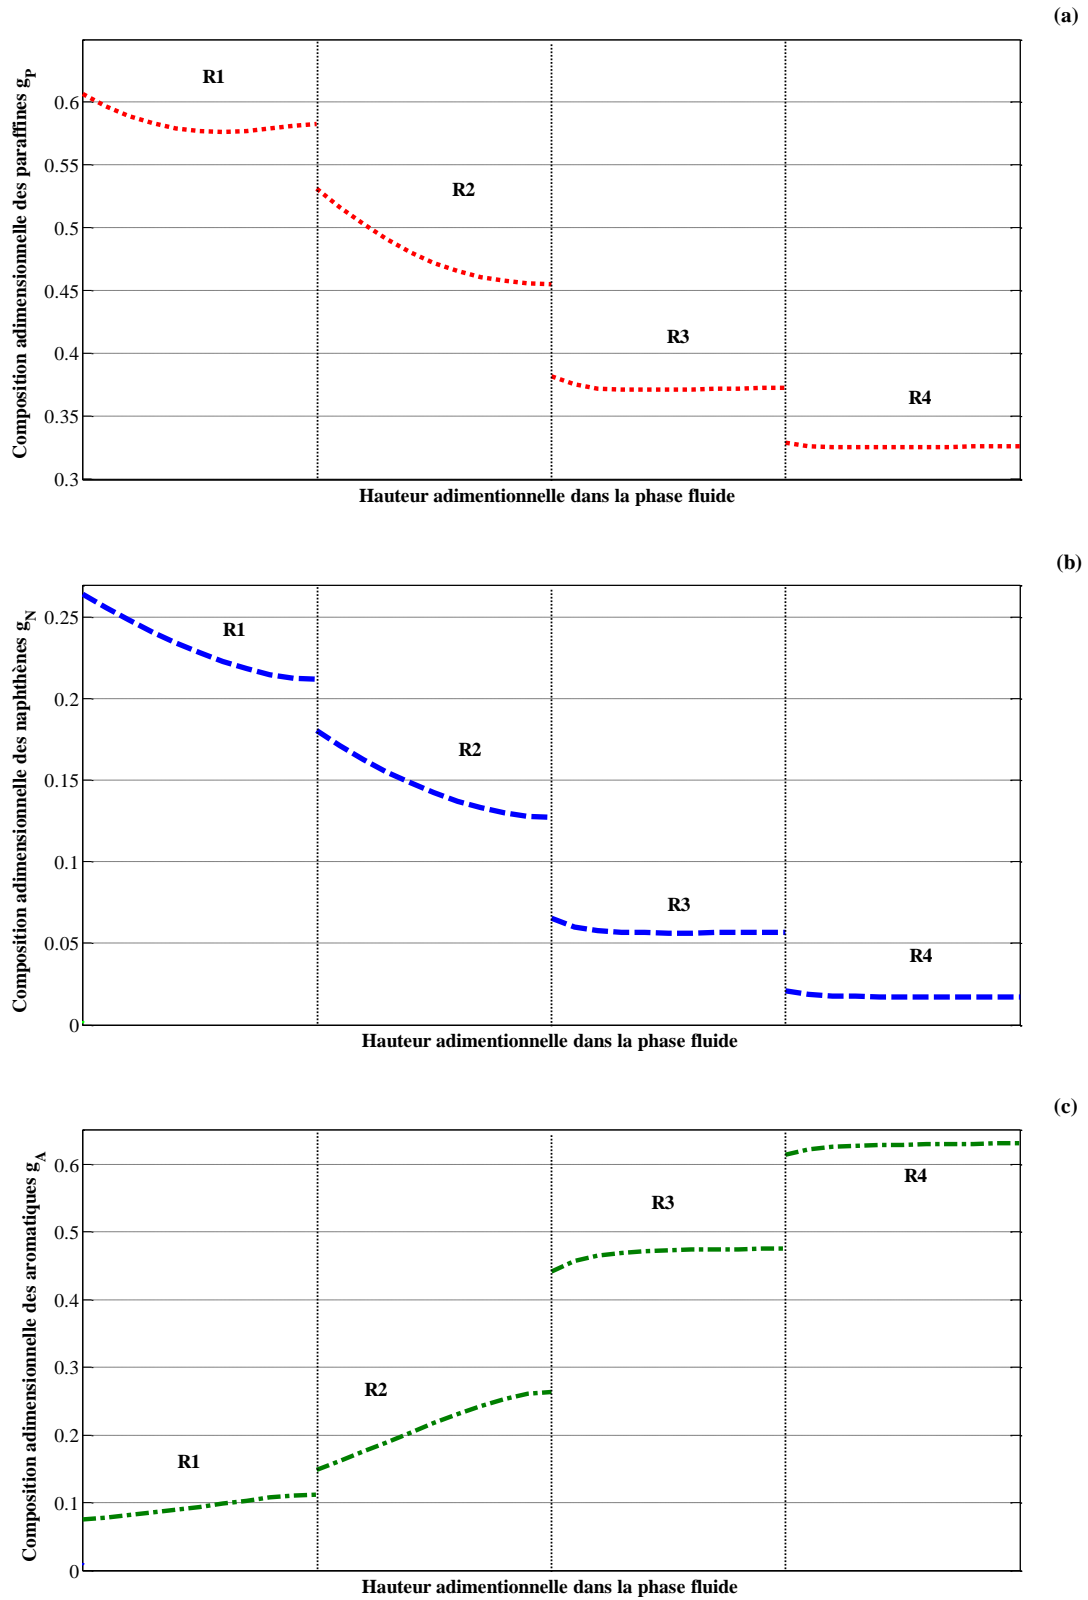 (a)
Composition adimensionnelle des paraffines g_P
0.6
0.55
0.5
0.45
0.4
0.35
0.3
R1
R2
R3
R4
Hauteur adimentionnelle dans la phase fluide
(b)
Composition adimensionnelle des naphthènes g_N
0.25
0.2
0.15
0.1
0.05
0
R1
R2
R3
R4
Hauteur adimentionnelle dans la phase fluide
(c)
Composition adimensionnelle des aromatiques g_A
0.6
0.5
0.4
0.3
0.2
0.1
0
R1
R2
R3
R4
Hauteur adimentionnelle dans la phase fluide